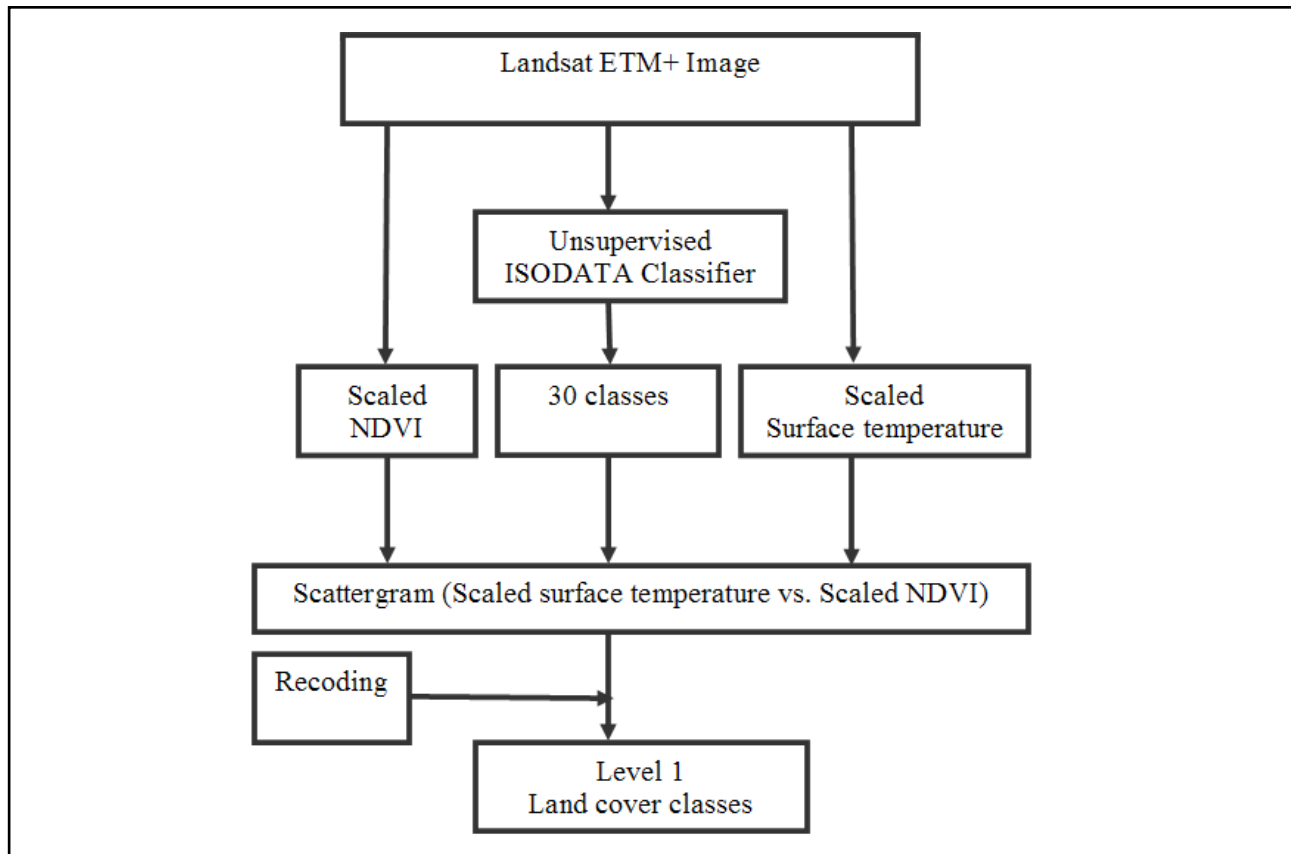 Landsat ETM+ Image
Unsupervised
ISODATA Classifier
Scaled
NDVI
30 classes
Scaled
Surface temperature
Scattergram (Scaled surface temperature vs. Scaled NDVI)
Recoding
Level 1
Land cover classes